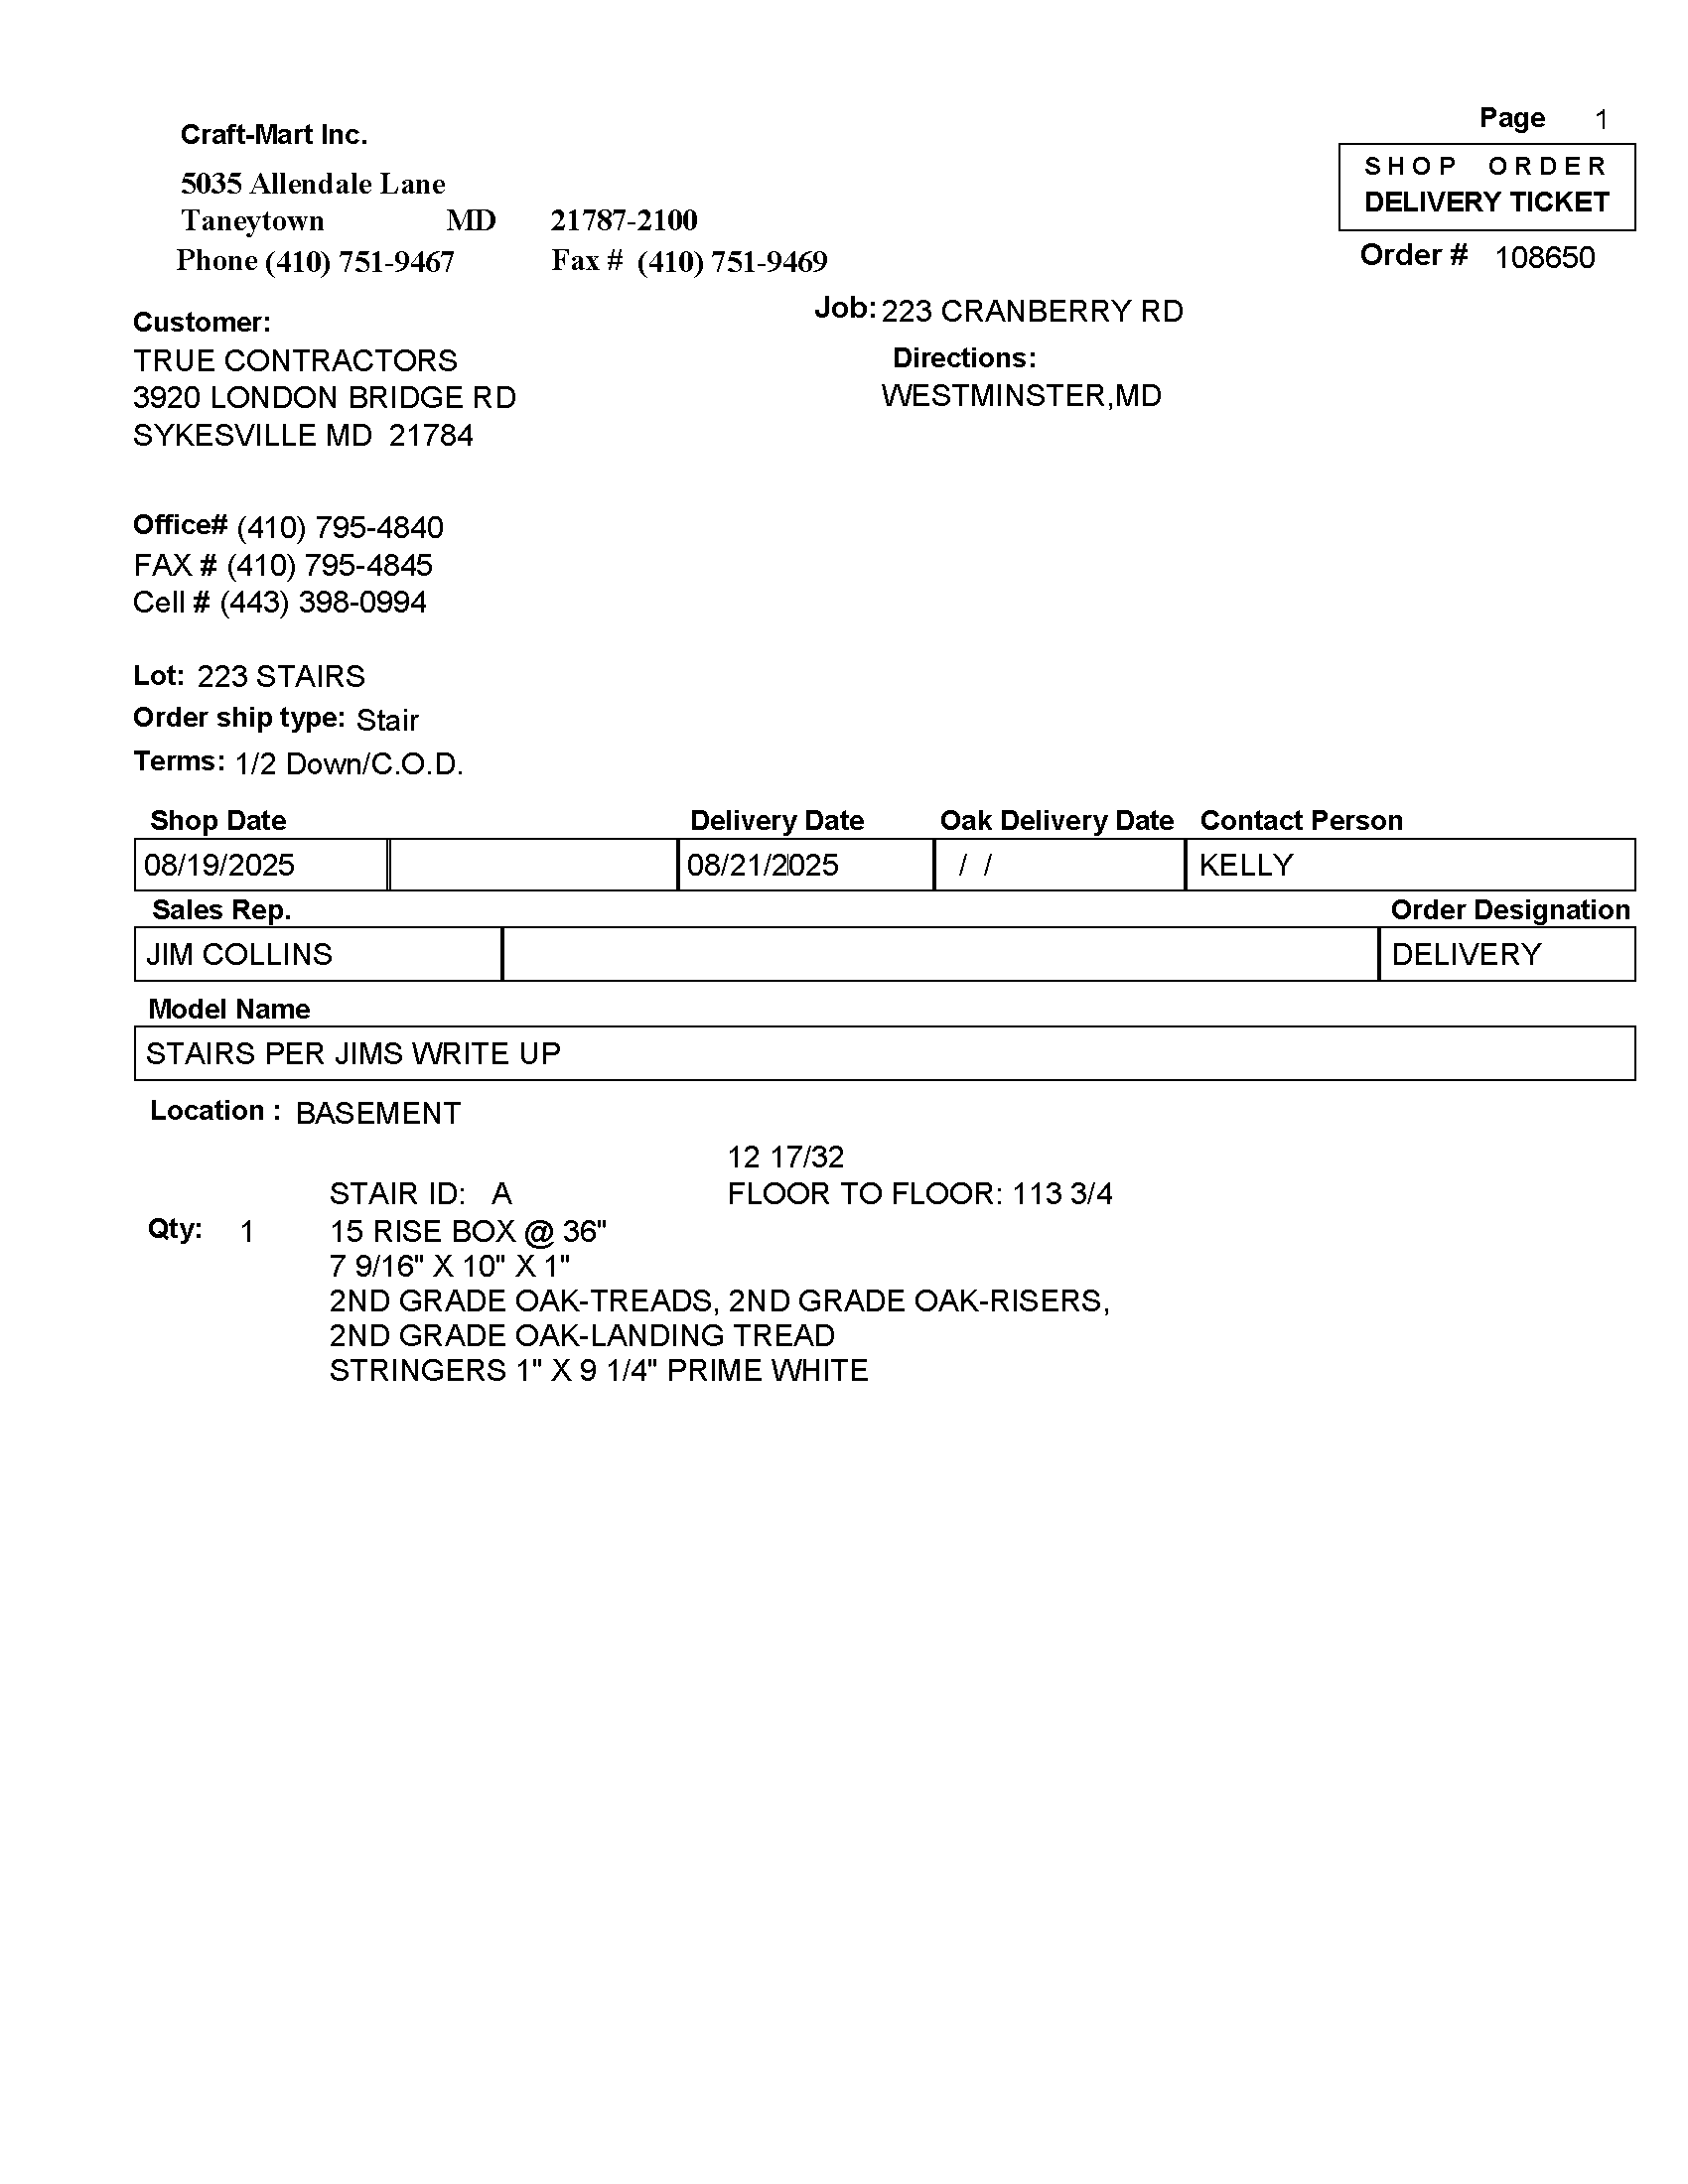 Page 1
Craft-Mart Inc.
SHOP ORDER
DELIVERY TICKET
5035 Allendale Lane
Taneytown MD 21787-2100
Phone (410) 751-9467 Fax # (410) 751-9469
Order # 108650
Job: 223 CRANBERRY RD
Customer:
TRUE CONTRACTORS
3920 LONDON BRIDGE RD
SYKESVILLE MD 21784
Directions:
WESTMINSTER,MD
Office# (410) 795-4840
FAX # (410) 795-4845
Cell # (443) 398-0994
Lot: 223 STAIRS
Order ship type: Stair
Terms: 1/2 Down/C.O.D.
Shop Date Delivery Date Oak Delivery Date Contact Person
08/19/2025 08/21/2025 / / KELLY
Sales Rep. Order Designation
JIM COLLINS DELIVERY
Model Name
STAIRS PER JIMS WRITE UP
Location : BASEMENT
12 17/32
STAIR ID: A FLOOR TO FLOOR: 113 3/4
Qty: 1 15 RISE BOX @ 36"
7 9/16" X 10" X 1"
2ND GRADE OAK-TREADS, 2ND GRADE OAK-RISERS,
2ND GRADE OAK-LANDING TREAD
STRINGERS 1" X 9 1/4" PRIME WHITE